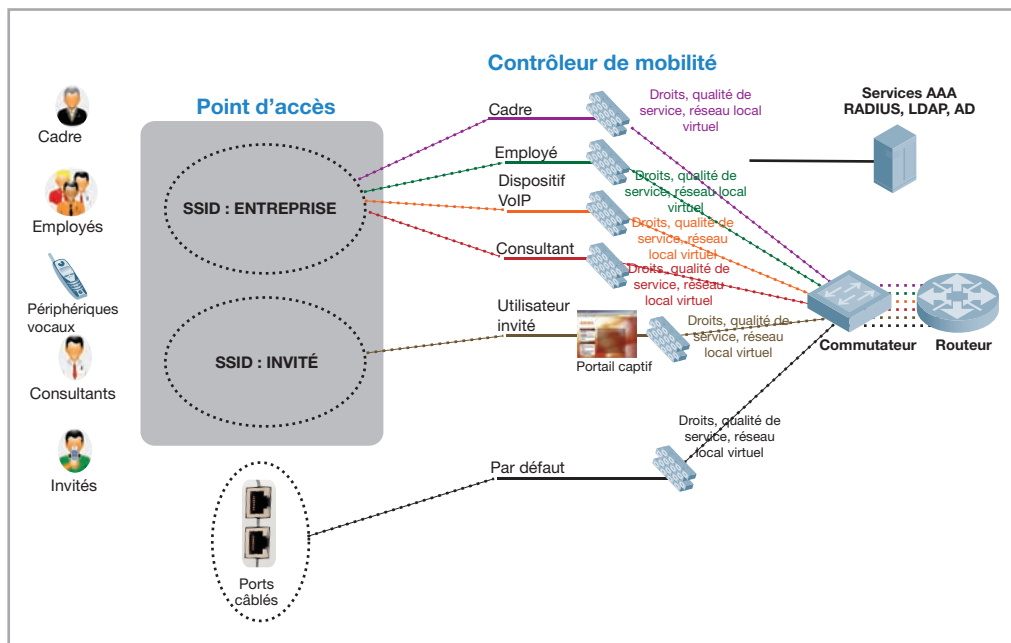 Contrôleur de mobilité
Point d’accès
Services AAA
RADIUS, LDAP, AD
Cadre
Employés
Périphériques
vocaux
Consultants
Invités
SSID : ENTREPRISE
SSID : INVITÉ
Ports
câblés
Cadre
Droits, qualité de
service, réseau local
virtuel
Employé
Droits, qualité de
service, réseau local
virtuel
Dispositif
VoIP
Droits, qualité de
service, réseau
local virtuel
Consultant
Droits, qualité de
service, réseau
local virtuel
Utilisateur
invité
Portail captif
Droits, qualité de
service, réseau
local virtuel
Par défaut
Droits, qualité de
service, réseau
local virtuel
Commutateur
Routeur